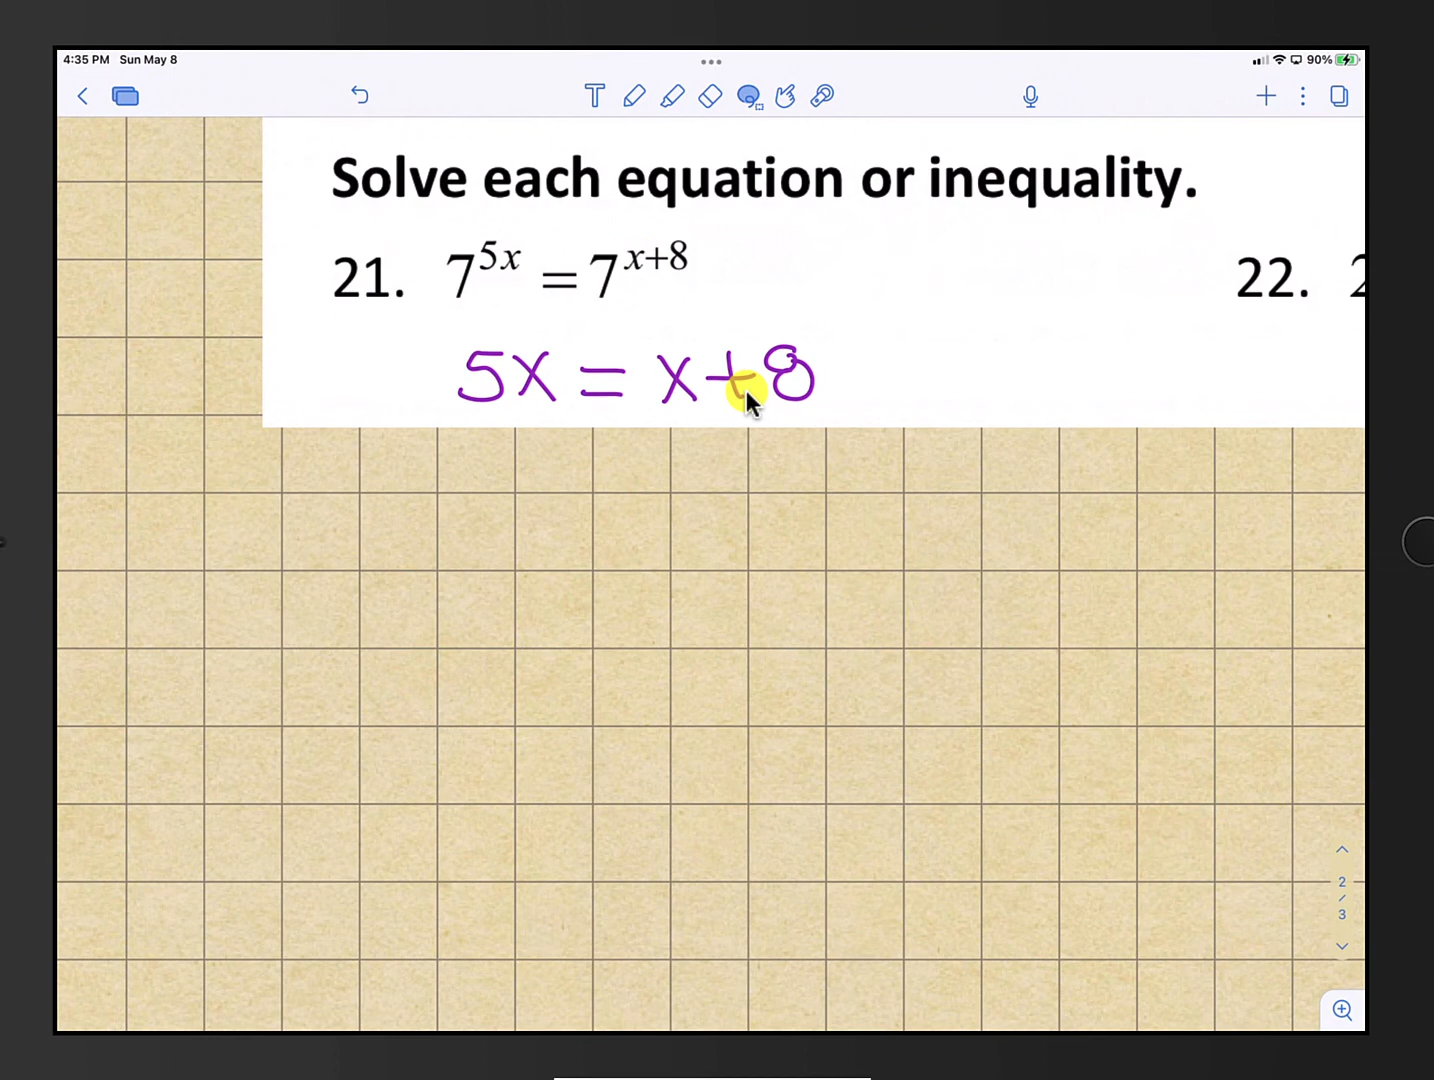 4:35 PM Sun May 8
90%
Solve each equation or inequality.
21. 7^{5x} = 7^{x+8}
22. 2
5x = x+8
2
/
3